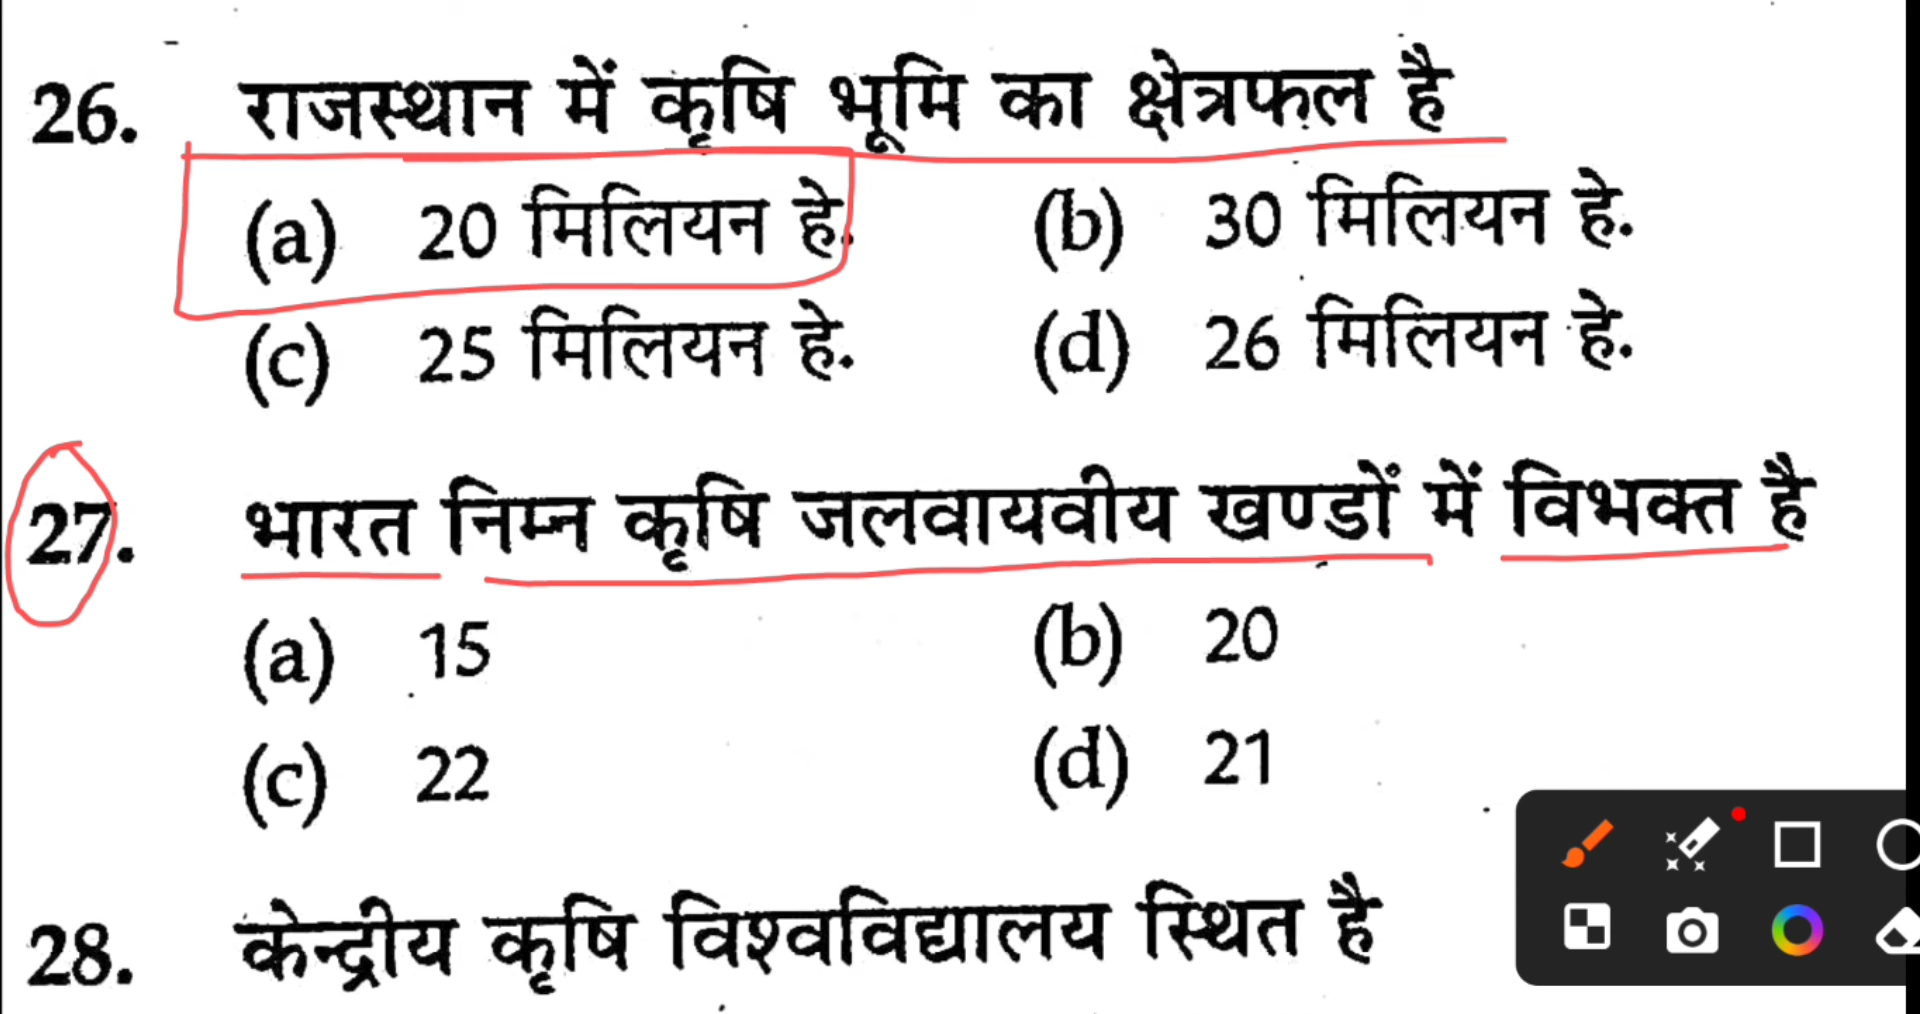 26. राजस्थान में कृषि भूमि का क्षेत्रफल है
(a) 20 मिलियन हे. (b) 30 मिलियन हे.
(c) 25 मिलियन हे. (d) 26 मिलियन हे.
27. भारत निम्न कृषि जलवायवीय खण्डों में विभक्त है
(a) 15 (b) 20
(c) 22 (d) 21
28. केन्द्रीय कृषि विश्वविद्यालय स्थित है